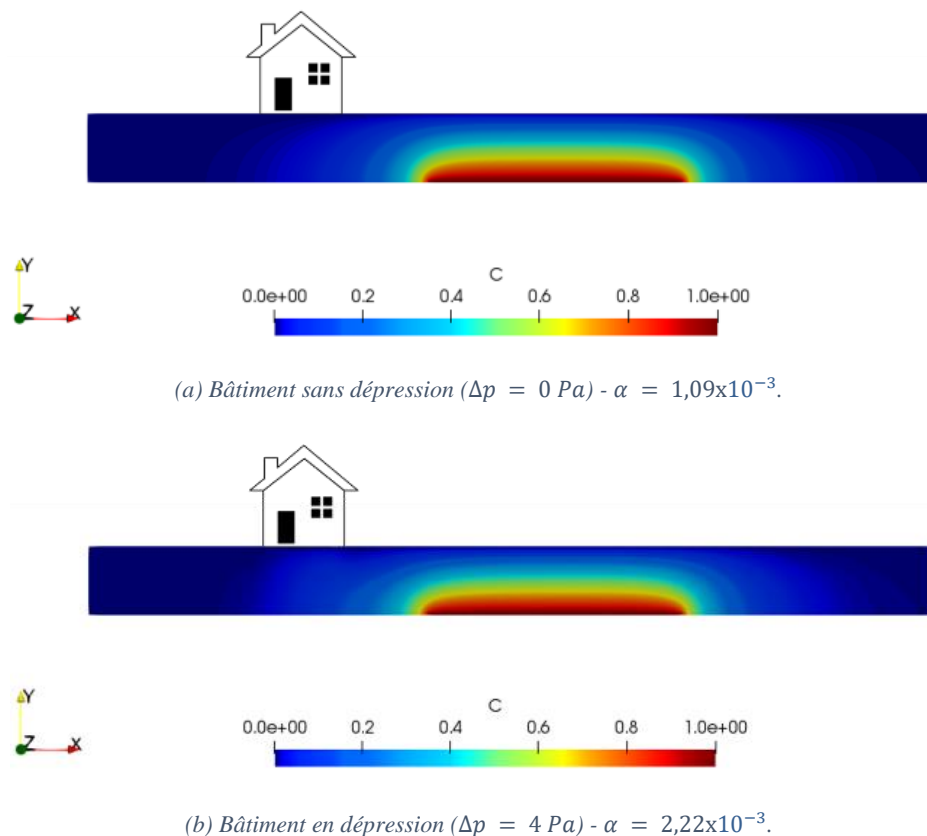 Y
Z X
C
0.0e+00 0.2 0.4 0.6 0.8 1.0e+00
(a) Bâtiment sans dépression (Δp = 0 Pa) - α = 1,09x10⁻³.
Y
Z X
C
0.0e+00 0.2 0.4 0.6 0.8 1.0e+00
(b) Bâtiment en dépression (Δp = 4 Pa) - α = 2,22x10⁻³.